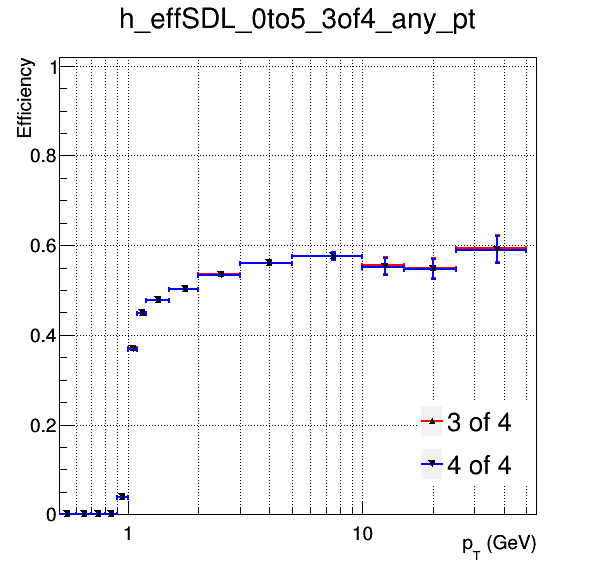 h_effSDL_0to5_3of4_any_pt
Efficiency
1
0.8
0.6
0.4
0.2
0
3 of 4
4 of 4
1
10
p_T (GeV)